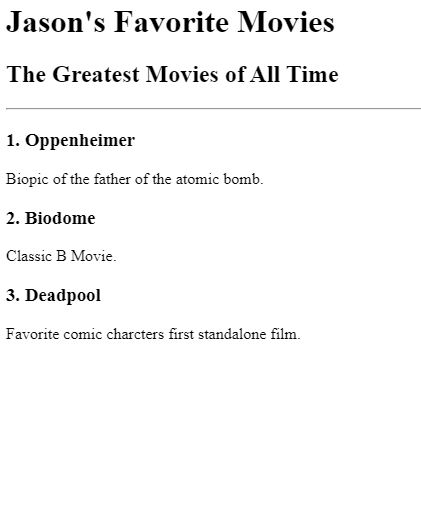 Jason's Favorite Movies
The Greatest Movies of All Time
1. Oppenheimer
Biopic of the father of the atomic bomb.
2. Biodome
Classic B Movie.
3. Deadpool
Favorite comic charcters first standalone film.